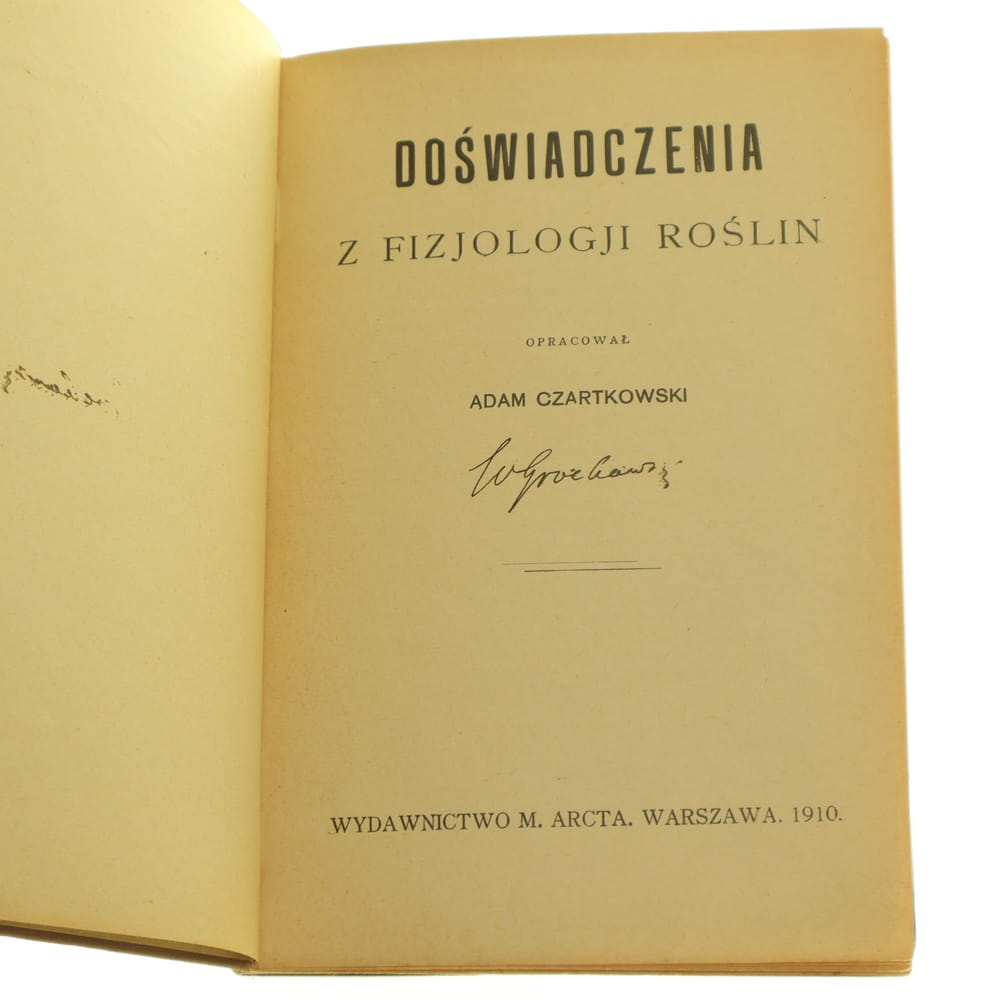 DOŚWIADCZENIA
Z FIZJOLOGJI ROŚLIN
OPRACOWAŁ
ADAM CZARTKOWSKI
WYDAWNICTWO M. ARCTA. WARSZAWA. 1910.